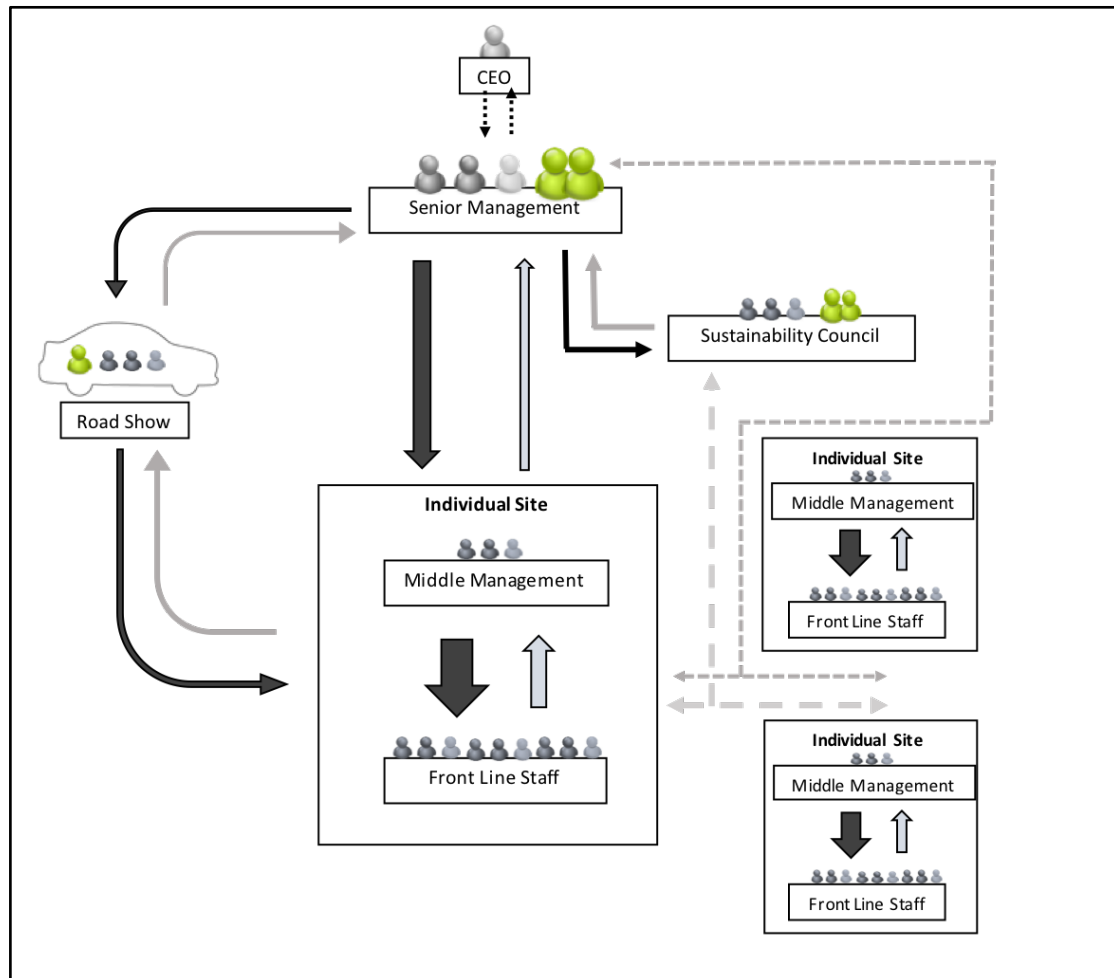 CEO
Senior Management
Sustainability Council
Road Show
Individual Site
Middle Management
Front Line Staff
Individual Site
Middle Management
Front Line Staff
Individual Site
Middle Management
Front Line Staff